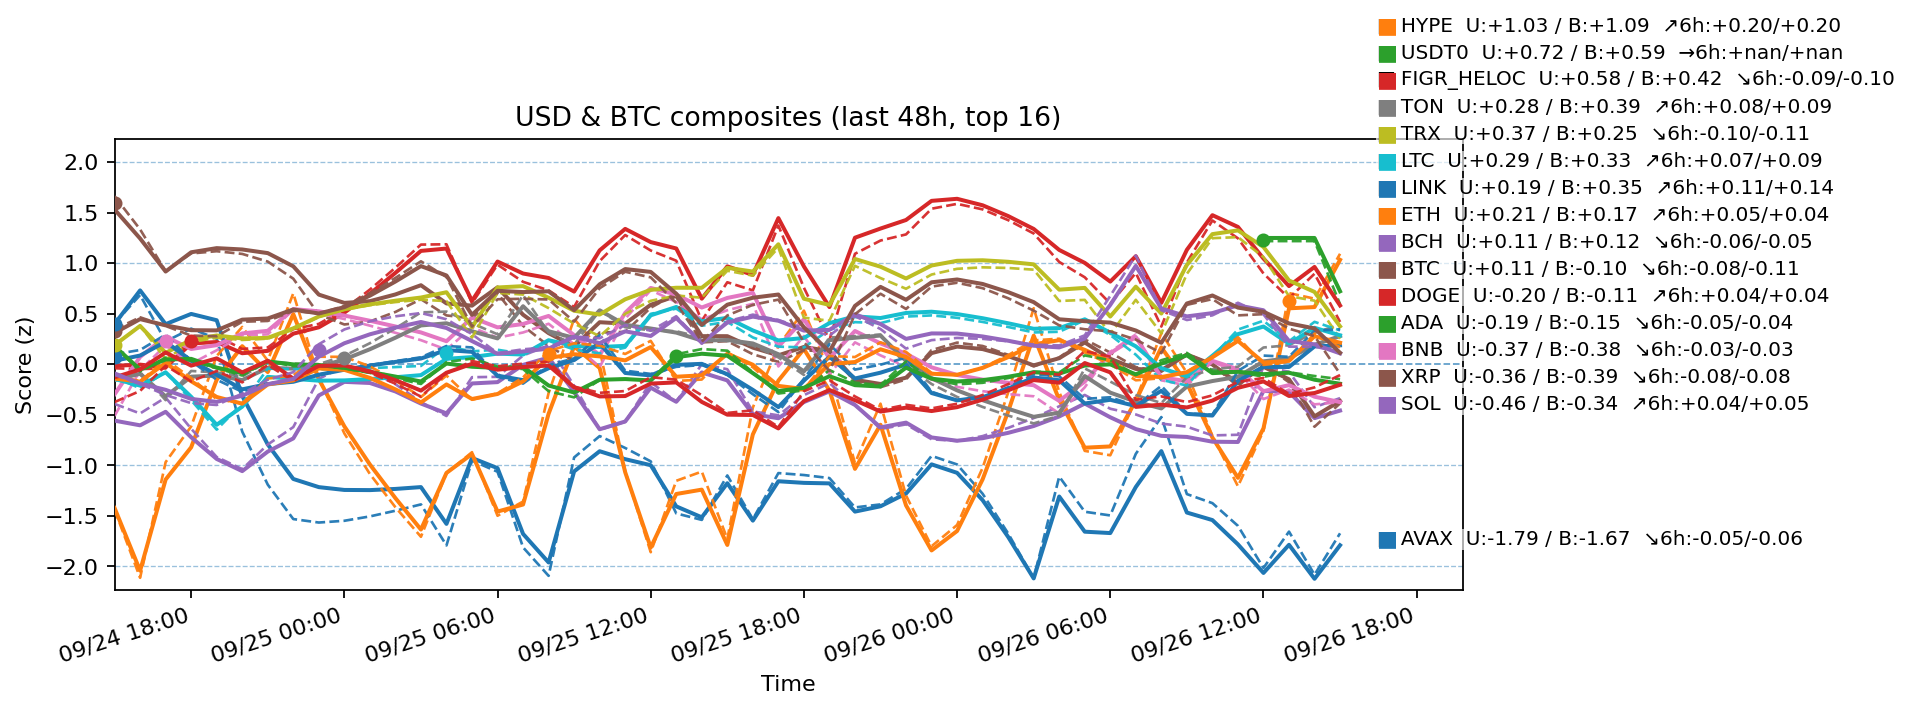 USD & BTC composites (last 48h, top 16)
HYPE U:+1.03 / B:+1.09 ↗6h:+0.20/+0.20
USDT0 U:+0.72 / B:+0.59 →6h:+nan/+nan
FIGR_HELOC U:+0.58 / B:+0.42 ↘6h:-0.09/-0.10
TON U:+0.28 / B:+0.39 ↗6h:+0.08/+0.09
TRX U:+0.37 / B:+0.25 ↘6h:-0.10/-0.11
LTC U:+0.29 / B:+0.33 ↗6h:+0.07/+0.09
LINK U:+0.19 / B:+0.35 ↗6h:+0.11/+0.14
ETH U:+0.21 / B:+0.17 ↗6h:+0.05/+0.04
BCH U:+0.11 / B:+0.12 ↘6h:-0.06/-0.05
BTC U:+0.11 / B:-0.10 ↘6h:-0.08/-0.11
DOGE U:-0.20 / B:-0.11 ↗6h:+0.04/+0.04
ADA U:-0.19 / B:-0.15 ↘6h:-0.05/-0.04
BNB U:-0.37 / B:-0.38 ↘6h:-0.03/-0.03
XRP U:-0.36 / B:-0.39 ↘6h:-0.08/-0.08
SOL U:-0.46 / B:-0.34 ↗6h:+0.04/+0.05
AVAX U:-1.79 / B:-1.67 ↘6h:-0.05/-0.06
Score (z)
2.0
1.5
1.0
0.5
0.0
−0.5
−1.0
−1.5
−2.0
09/24 18:00
09/25 00:00
09/25 06:00
09/25 12:00
09/25 18:00
09/26 00:00
09/26 06:00
09/26 12:00
09/26 18:00
Time